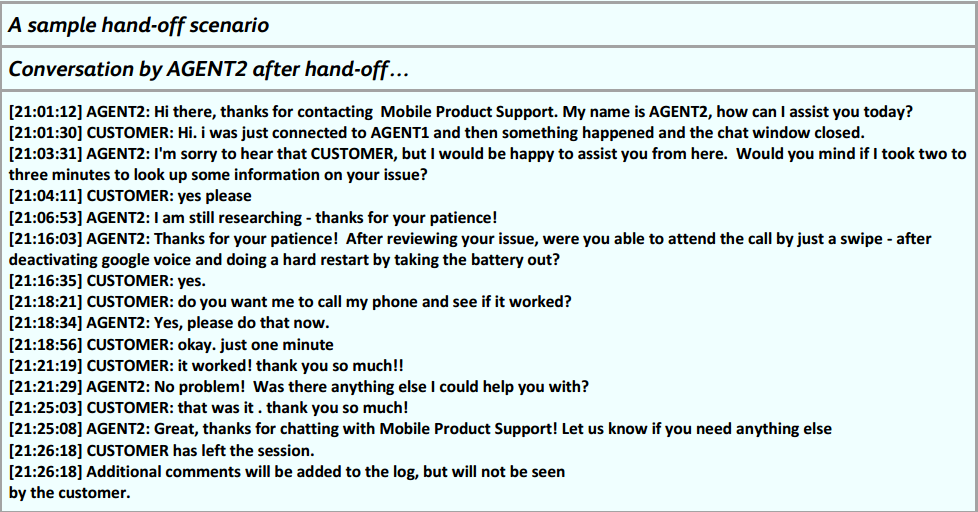 A sample hand-off scenario
Conversation by AGENT2 after hand-off…
[21:01:12] AGENT2: Hi there, thanks for contacting  Mobile Product Support. My name is AGENT2, how can I assist you today?
[21:01:30] CUSTOMER: Hi. i was just connected to AGENT1 and then something happened and the chat window closed.
[21:03:31] AGENT2: I'm sorry to hear that CUSTOMER, but I would be happy to assist you from here.  Would you mind if I took two to
three minutes to look up some information on your issue?
[21:04:11] CUSTOMER: yes please
[21:06:53] AGENT2: I am still researching - thanks for your patience!
[21:16:03] AGENT2: Thanks for your patience!  After reviewing your issue, were you able to attend the call by just a swipe - after
deactivating google voice and doing a hard restart by taking the battery out?
[21:16:35] CUSTOMER: yes.
[21:18:21] CUSTOMER: do you want me to call my phone and see if it worked?
[21:18:34] AGENT2: Yes, please do that now.
[21:18:56] CUSTOMER: okay. just one minute
[21:21:19] CUSTOMER: it worked! thank you so much!!
[21:21:29] AGENT2: No problem!  Was there anything else I could help you with?
[21:25:03] CUSTOMER: that was it . thank you so much!
[21:25:08] AGENT2: Great, thanks for chatting with Mobile Product Support! Let us know if you need anything else
[21:26:18] CUSTOMER has left the session.
[21:26:18] Additional comments will be added to the log, but will not be seen
by the customer.